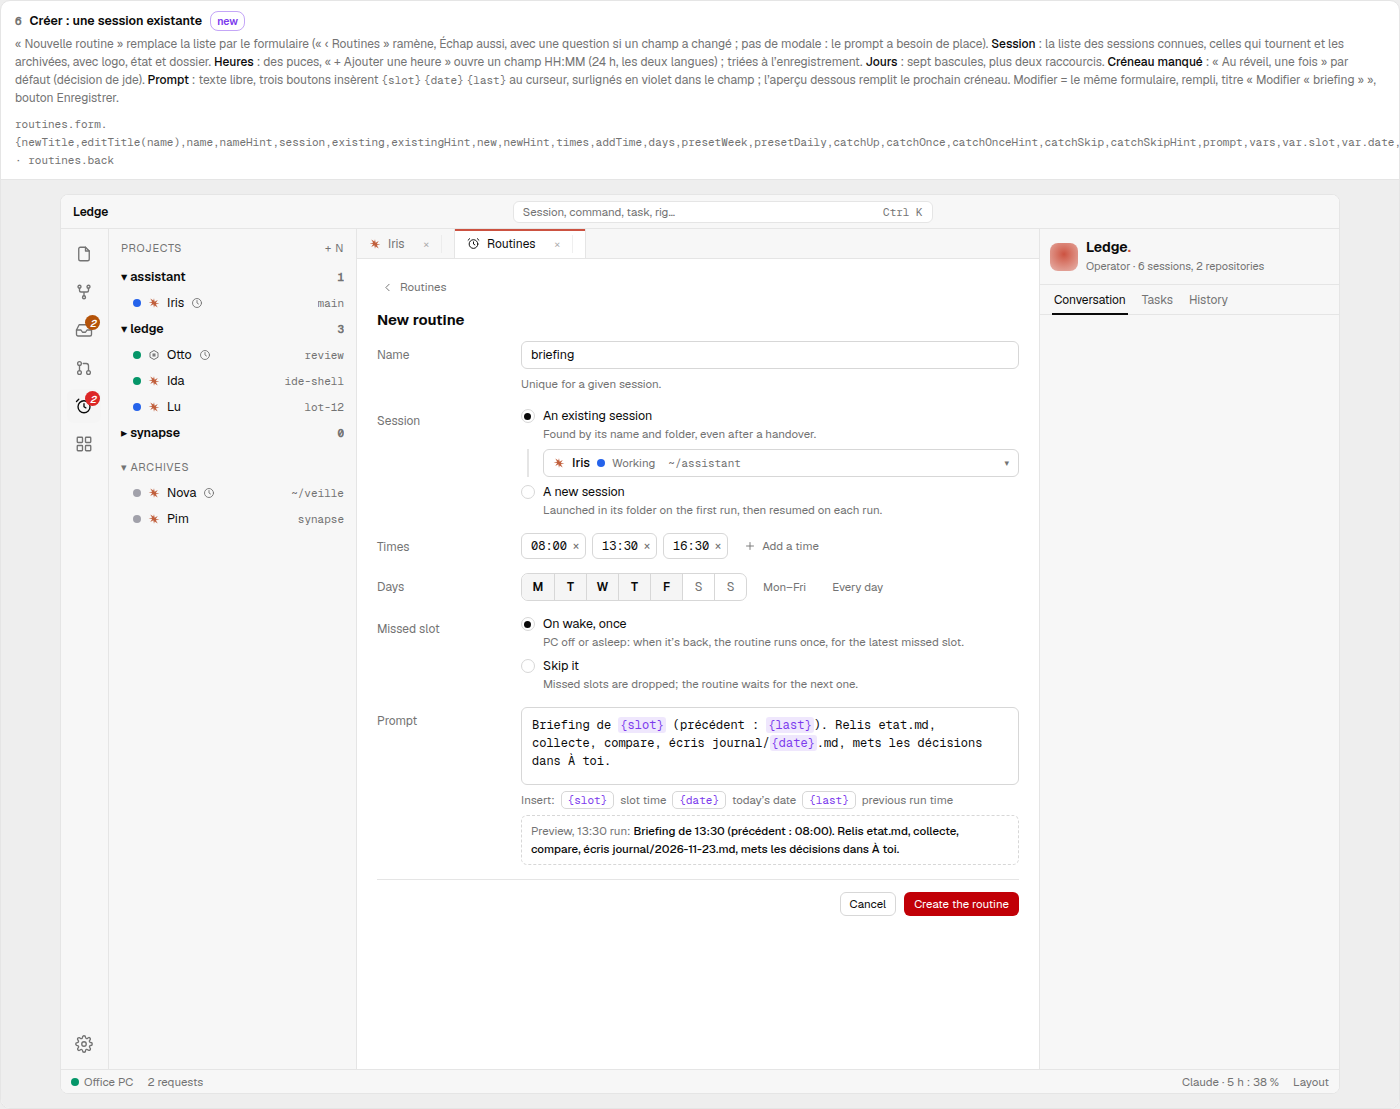 6 Créer : une session existante new
« Nouvelle routine » remplace la liste par le formulaire (« ‹ Routines » ramène, Échap aussi, avec une question si un champ a changé ; pas de modale : le prompt a besoin de place). Session : la liste des sessions connues, celles qui tournent et les
archivées, avec logo, état et dossier. Heures : des puces, « + Ajouter une heure » ouvre un champ HH:MM (24 h, les deux langues) ; triées à l'enregistrement. Jours : sept bascules, plus deux raccourcis. Créneau manqué : « Au réveil, une fois » par
défaut (décision de jde). Prompt : texte libre, trois boutons insèrent {slot} {date} {last} au curseur, surlignés en violet dans le champ ; l'aperçu dessous remplit le prochain créneau. Modifier = le même formulaire, rempli, titre « Modifier « briefing » »,
bouton Enregistrer.
routines.form.
{newTitle,editTitle(name),name,nameHint,session,existing,existingHint,new,newHint,times,addTime,days,presetWeek,presetDaily,catchUp,catchOnce,catchOnceHint,catchSkip,catchSkipHint,prompt,vars,var.slot,var.date,
· routines.back
Ledge
Session, command, task, rig… Ctrl K
PROJECTS + N
▾ assistant 1
Iris main
▾ ledge 3
Otto review
Ida ide-shell
Lu lot-12
▸ synapse 0
▾ ARCHIVES
Nova ~/veille
Pim synapse
2
2
Iris ×
Routines ×
‹ Routines
New routine
Name briefing
Unique for a given session.
Session An existing session
Found by its name and folder, even after a handover.
Iris Working ~/assistant ▾
A new session
Launched in its folder on the first run, then resumed on each run.
Times 08:00 × 13:30 × 16:30 × + Add a time
Days M T W T F S S Mon–Fri Every day
Missed slot On wake, once
PC off or asleep: when it's back, the routine runs once, for the latest missed slot.
Skip it
Missed slots are dropped; the routine waits for the next one.
Prompt Briefing de {slot} (précédent : {last}). Relis etat.md,
collecte, compare, écris journal/{date}.md, mets les décisions
dans À toi.
Insert: {slot} slot time {date} today's date {last} previous run time
Preview, 13:30 run: Briefing de 13:30 (précédent : 08:00). Relis etat.md, collecte,
compare, écris journal/2026-11-23.md, mets les décisions dans À toi.
Cancel Create the routine
Ledge.
Operator · 6 sessions, 2 repositories
Conversation Tasks History
Office PC 2 requests
Claude · 5 h : 38 % Layout